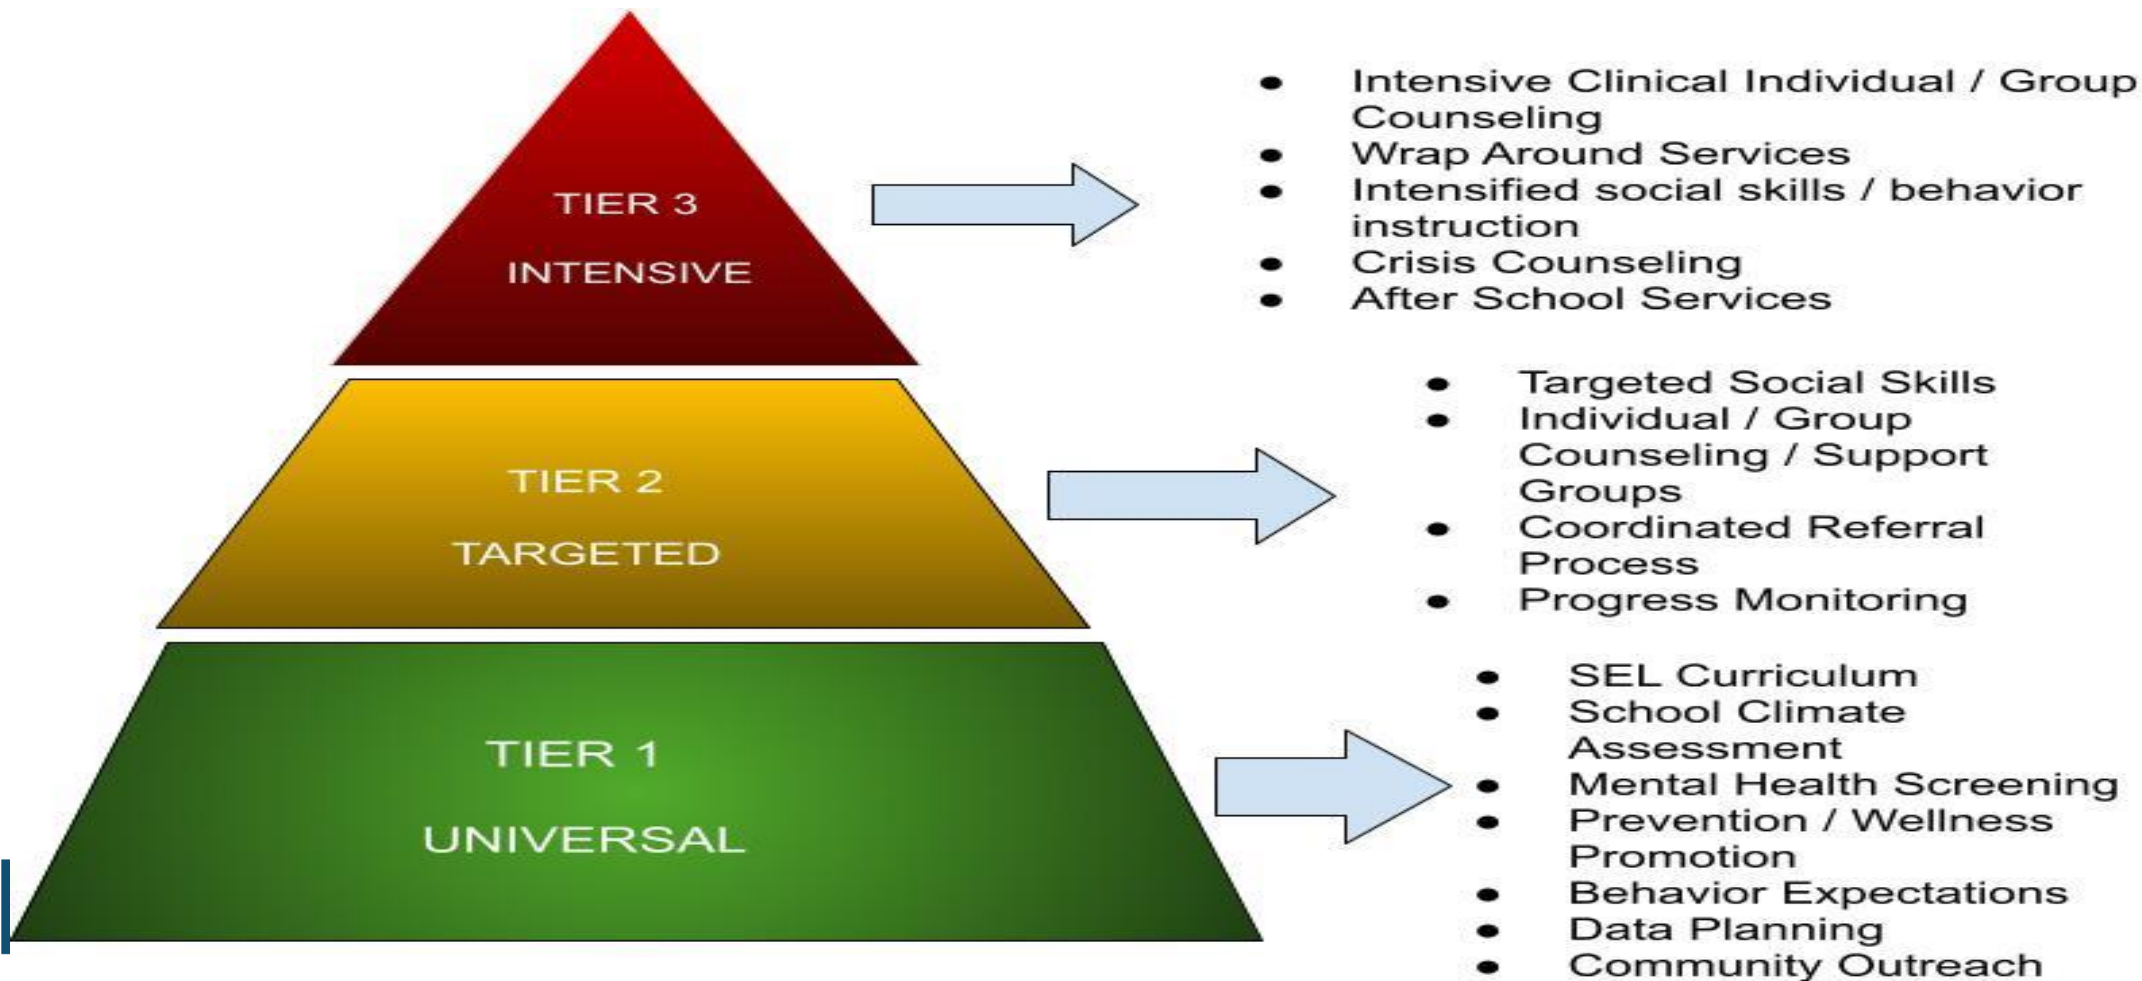 TIER 3
INTENSIVE
● Intensive Clinical Individual / Group
Counseling
● Wrap Around Services
● Intensified social skills / behavior
instruction
● Crisis Counseling
● After School Services
TIER 2
TARGETED
● Targeted Social Skills
● Individual / Group
Counseling / Support
Groups
● Coordinated Referral
Process
● Progress Monitoring
TIER 1
UNIVERSAL
● SEL Curriculum
● School Climate
Assessment
● Mental Health Screening
● Prevention / Wellness
Promotion
● Behavior Expectations
● Data Planning
● Community Outreach